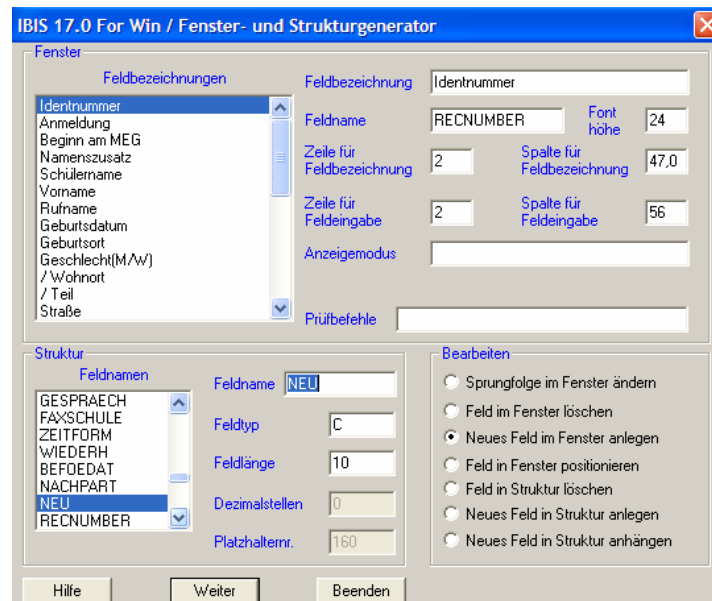 IBIS 17.0 For Win / Fenster- und Strukturgenerator
Fenster
Feldbezeichnungen
Identnummer
Anmeldung
Beginn am MEG
Namenszusatz
Schülername
Vorname
Rufname
Geburtsdatum
Geburtsort
Geschlecht(M/W)
/ Wohnort
/ Teil
Straße
Feldbezeichnung Identnummer
Feldname RECNUMBER Font höhe 24
Zeile für Feldbezeichnung 2 Spalte für Feldbezeichnung 47,0
Zeile für Feldeingabe 2 Spalte für Feldeingabe 56
Anzeigemodus
Prüfbefehle
Struktur
Feldnamen
GESPRAECH
FAXSCHULE
ZEITFORM
WIEDERH
BEFOEDAT
NACHPART
NEU
RECNUMBER
Feldname NEU
Feldtyp C
Feldlänge 10
Dezimalstellen 0
Platzhalternr. 160
Bearbeiten
Sprungfolge im Fenster ändern
Feld im Fenster löschen
Neues Feld im Fenster anlegen
Feld in Fenster positionieren
Feld in Struktur löschen
Neues Feld in Struktur anlegen
Neues Feld in Struktur anhängen
Hilfe Weiter Beenden